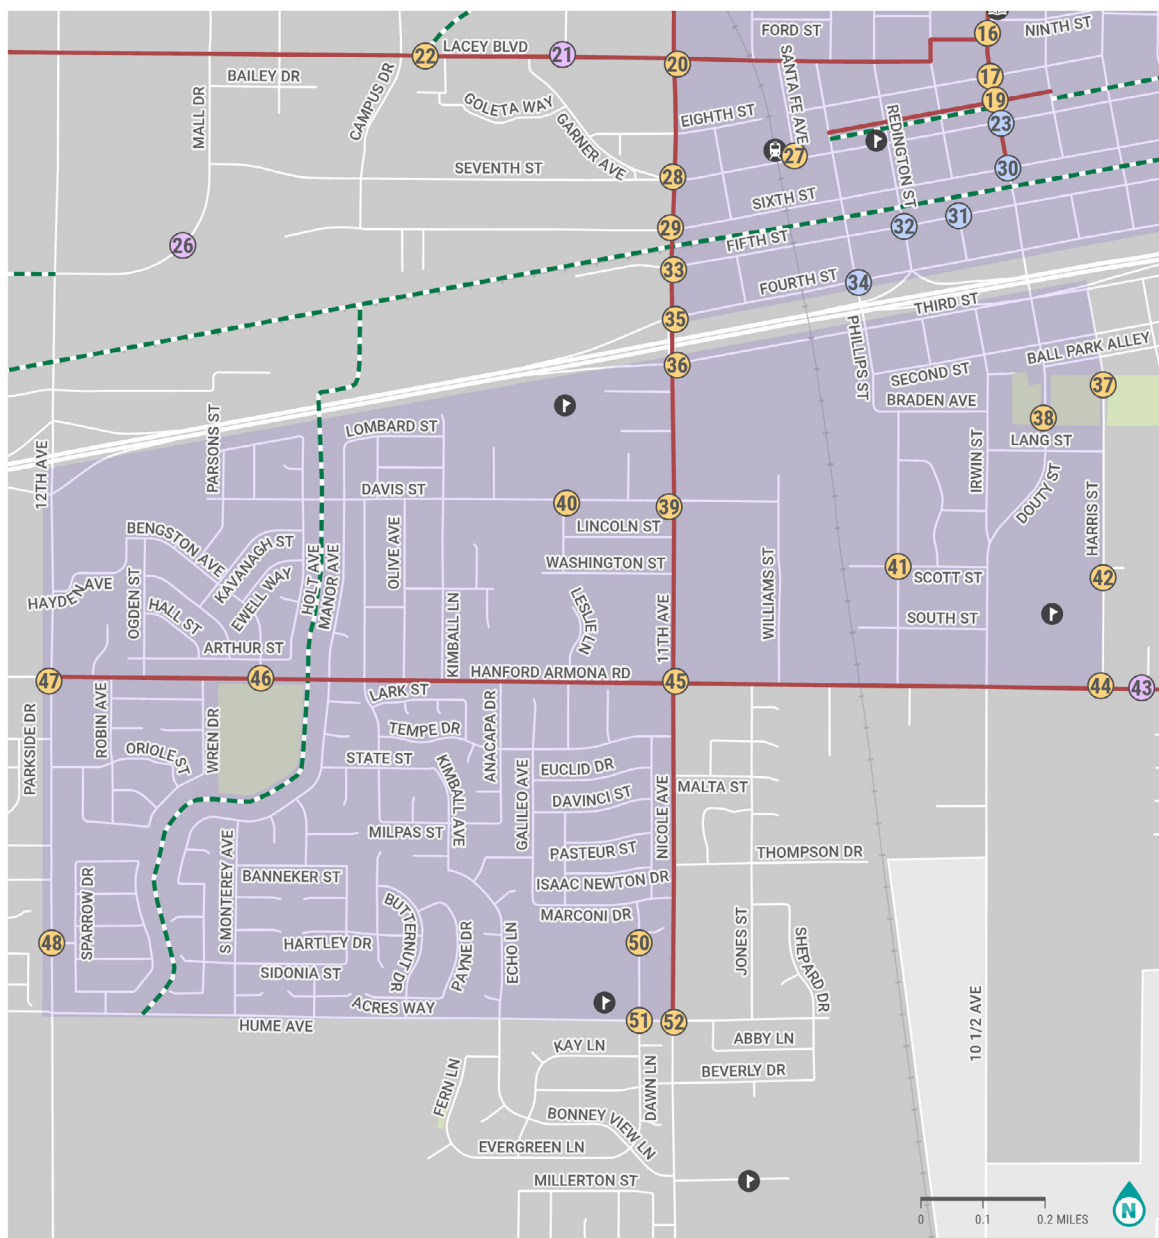 16
NINTH ST
FORD ST
22
LACEY BLVD
21
20
SANTA FE AVE
17
BAILEY DR
CAMPUS DR
GOLETA WAY
19
MALL DR
GARNER AVE
EIGHTH ST
REDINGTON ST
23
27
SEVENTH ST
28
30
SIXTH ST
26
29
FIFTH ST
32
31
33
FOURTH ST
34
THIRD ST
35
PHILLIPS ST
BALL PARK ALLEY
36
SECOND ST
37
BRADEN AVE
38
LANG ST
PARSONS ST
LOMBARD ST
12TH AVE
IRWIN ST
DOUTY ST
HARRIS ST
DAVIS ST
40
39
LINCOLN ST
BENGSTON AVE
KAVANAGH ST
OLIVE AVE
WASHINGTON ST
WILLIAMS ST
41
SCOTT ST
42
HAYDEN AVE
OGDEN ST
HALL ST
EWELL WAY
HOLT AVE
MANOR AVE
KIMBALL LN
LESLIE LN
11TH AVE
SOUTH ST
ARTHUR ST
47
46
HANFORD ARMONA RD
45
44
43
PARKSIDE DR
ROBIN AVE
WREN DR
LARK ST
TEMPE DR
ANACAPA DR
ORIOLE ST
STATE ST
KIMBALL AVE
GALILEO AVE
EUCLID DR
DAVINCI ST
NICOLE AVE
MALTA ST
MILPAS ST
PASTEUR ST
THOMPSON DR
S MONTEREY AVE
BANNEKER ST
ISAAC NEWTON DR
SPARROW DR
BUTTERNUT DR
PAYNE DR
ECHO LN
MARCONI DR
JONES ST
SHEPARD DR
48
HARTLEY DR
50
SIDONIA ST
ACRES WAY
HUME AVE
51
52
10 1/2 AVE
KAY LN
ABBY LN
FERN LN
DAWN LN
BEVERLY DR
BONNEY VIEW LN
EVERGREEN LN
MILLERTON ST
N
0
0.1
0.2 MILES